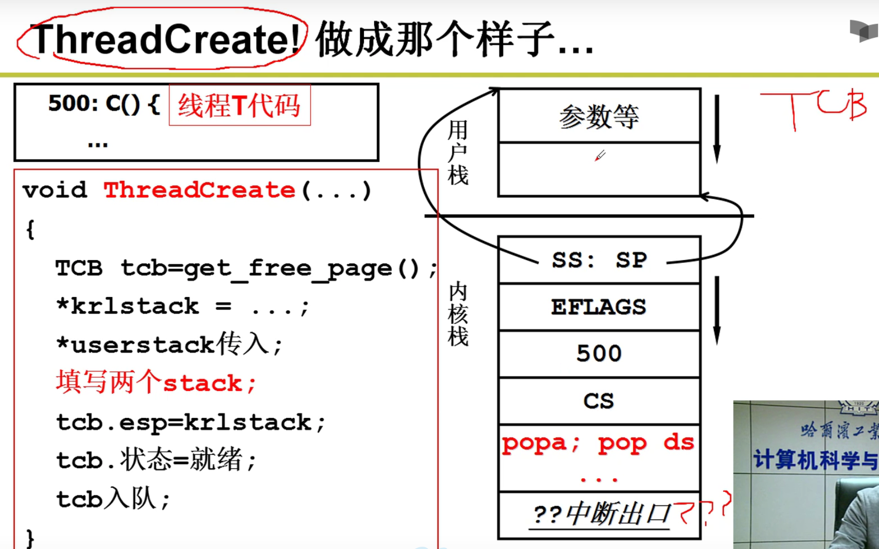 ThreadCreate! 做成那个样子…
500: C() { 线程T代码
...
void ThreadCreate(...)
{
TCB tcb=get_free_page();
*krlstack = ...;
*userstack传入;
填写两个stack;
tcb.esp=krlstack;
tcb.状态=就绪;
tcb入队;
}
用户栈
参数等
内核栈
SS: SP
EFLAGS
500
CS
popa; pop ds
...
??中断出口
???
TCB
哈尔滨工业
计算机科学与